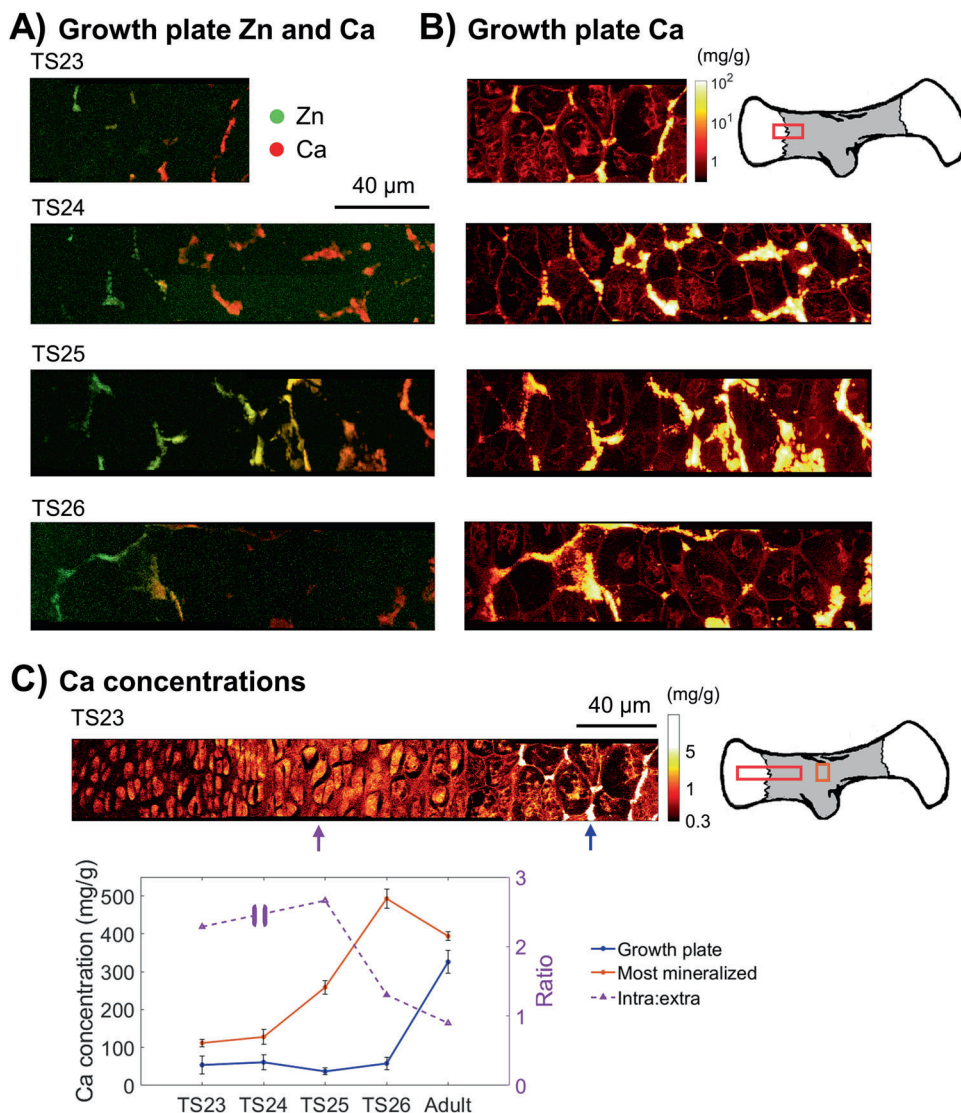 A) Growth plate Zn and Ca
B) Growth plate Ca
TS23
Zn
Ca
40 µm
(mg/g)
10²
10¹
1
TS24
TS25
TS26
C) Ca concentrations
TS23
40 µm
(mg/g)
5
1
0.3
Ca concentration (mg/g)
500
400
300
200
100
0
3
2
1
0
Ratio
TS23 TS24 TS25 TS26 Adult
Growth plate
Most mineralized
Intra:extra